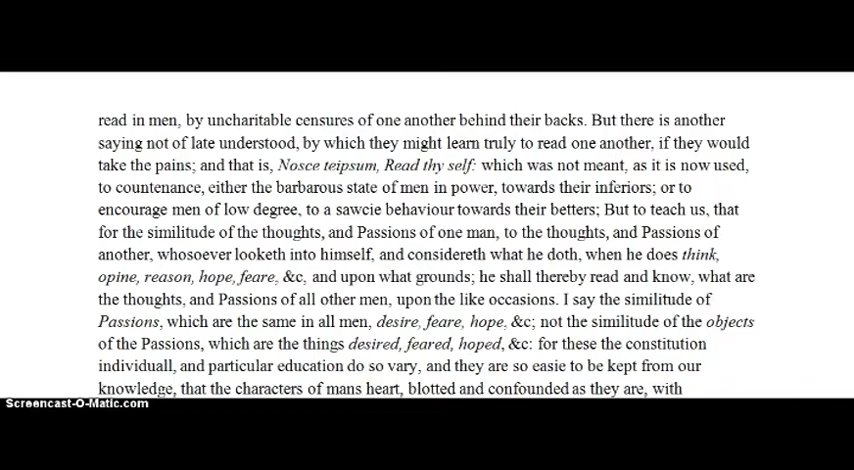 read in men, by uncharitable censures of one another behind their backs. But there is another
saying not of late understood, by which they might learn truly to read one another, if they would
take the pains; and that is, Nosce teipsum, Read thy self: which was not meant, as it is now used,
to countenance, either the barbarous state of men in power, towards their inferiors; or to
encourage men of low degree, to a sawcie behaviour towards their betters; But to teach us, that
for the similitude of the thoughts, and Passions of one man, to the thoughts, and Passions of
another, whosoever looketh into himself, and considereth what he doth, when he does think,
opine, reason, hope, feare, &c, and upon what grounds; he shall thereby read and know, what are
the thoughts, and Passions of all other men, upon the like occasions. I say the similitude of
Passions, which are the same in all men, desire, feare, hope, &c; not the similitude of the objects
of the Passions, which are the things desired, feared, hoped, &c: for these the constitution
individuall, and particular education do so vary, and they are so easie to be kept from our
knowledge, that the characters of mans heart, blotted and confounded as they are, with
Screencast-O-Matic.com